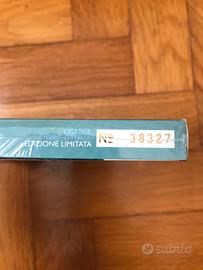 LIGABUE
EDIZIONE LIMITATA
Nº 38327
subito